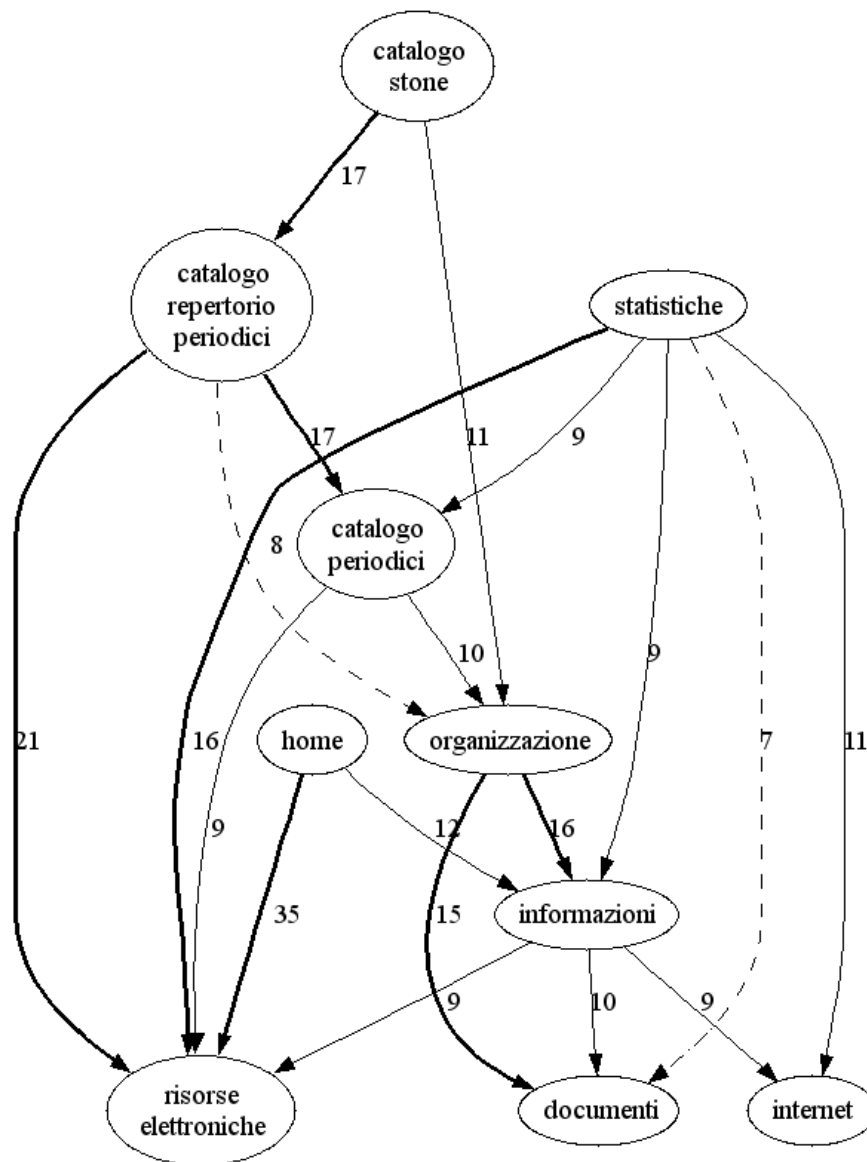 catalogo
stone
17
catalogo
repertorio
periodici
statistiche
17
11
9
catalogo
periodici
8
10
9
home
organizzazione
21
16
7
11
9
12
16
informazioni
35
15
9
10
9
risorse
elettroniche
documenti
internet